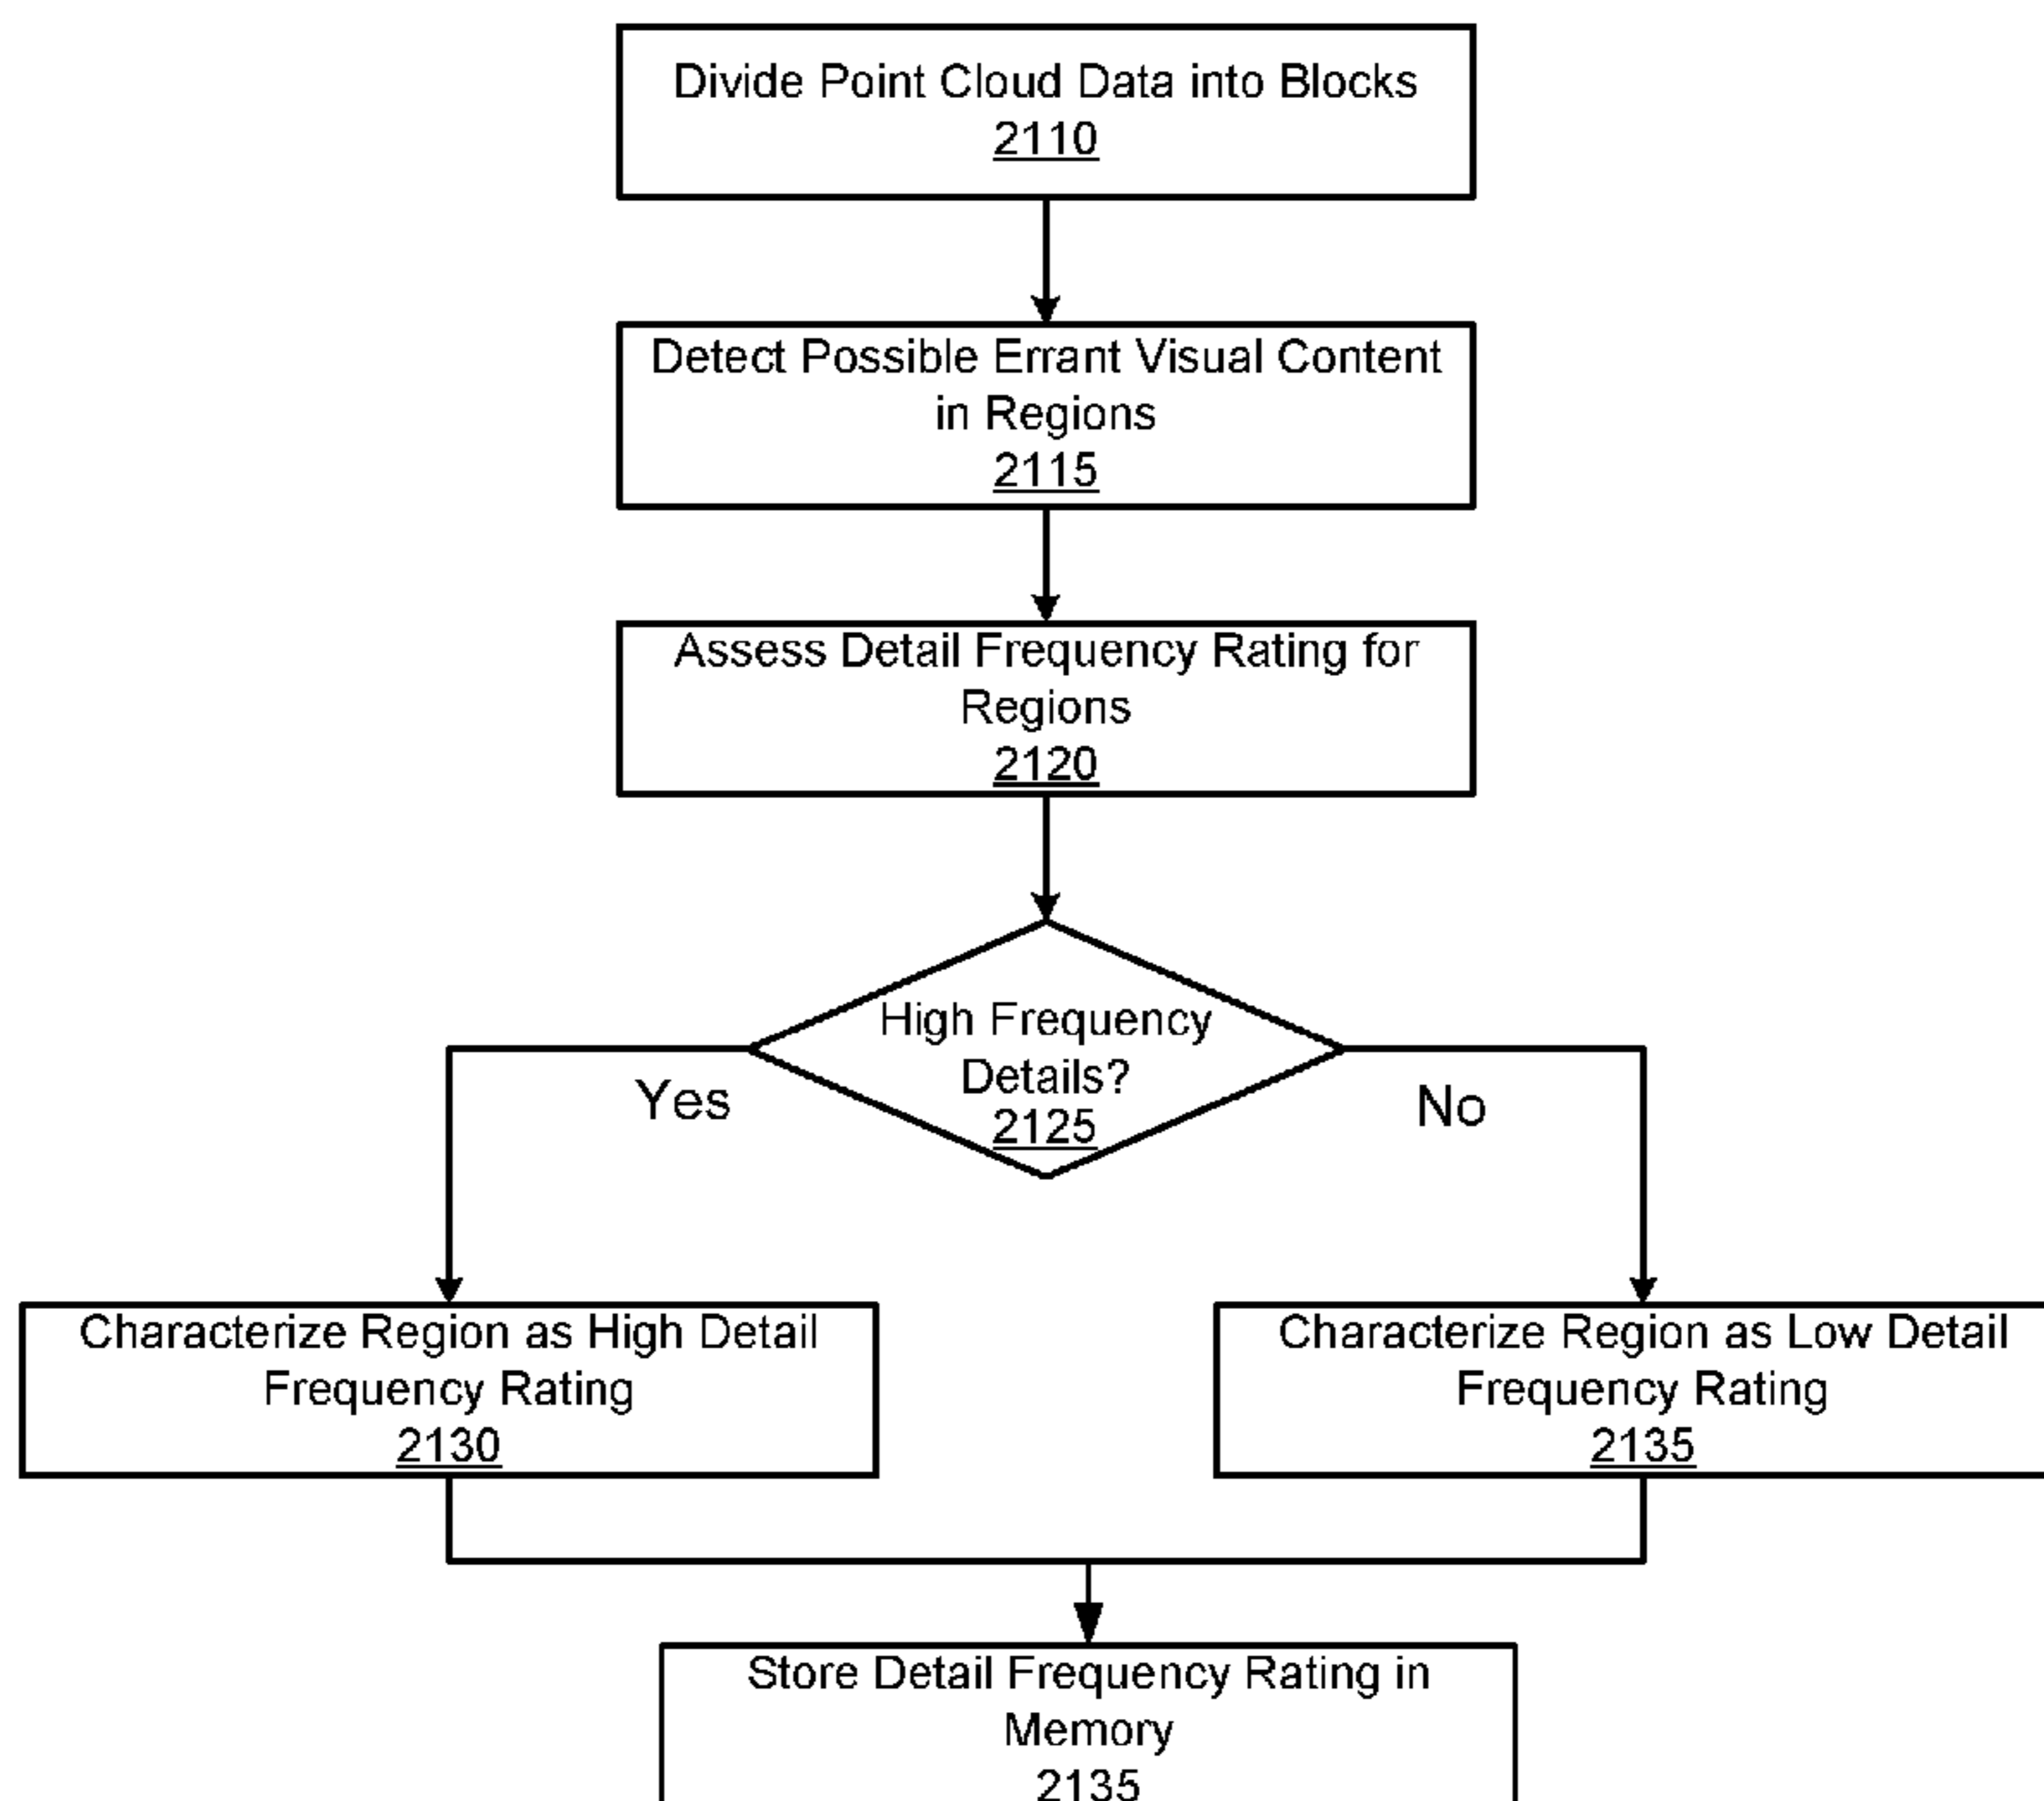 Divide Point Cloud Data into Blocks
2110
Detect Possible Errant Visual Content
in Regions
2115
Assess Detail Frequency Rating for
Regions
2120
High Frequency
Details?
2125
Yes
No
Characterize Region as High Detail
Frequency Rating
2130
Characterize Region as Low Detail
Frequency Rating
2135
Store Detail Frequency Rating in
Memory
2135